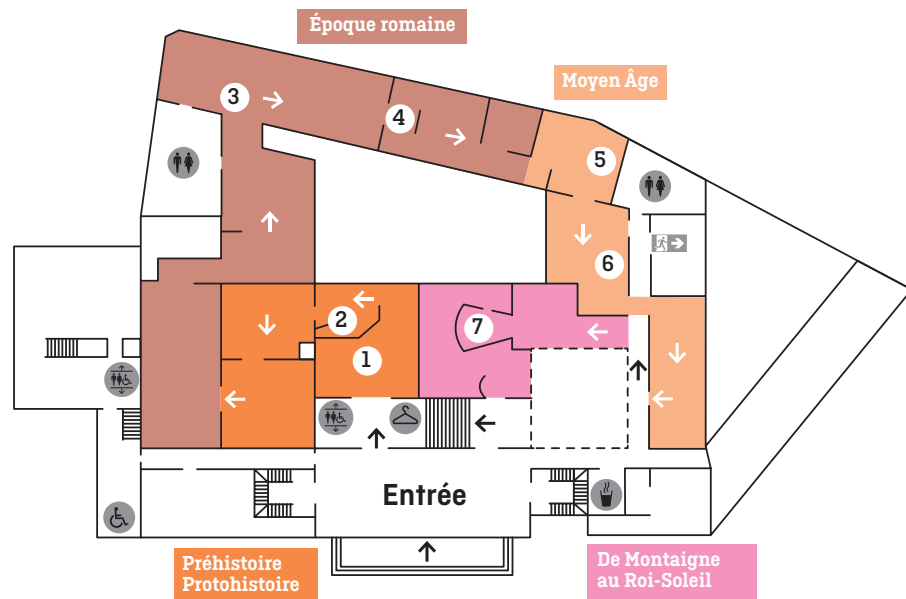 Époque romaine
Moyen Âge
3
4
5
6
7
2
1
Entrée
Préhistoire
Protohistoire
De Montaigne
au Roi-Soleil